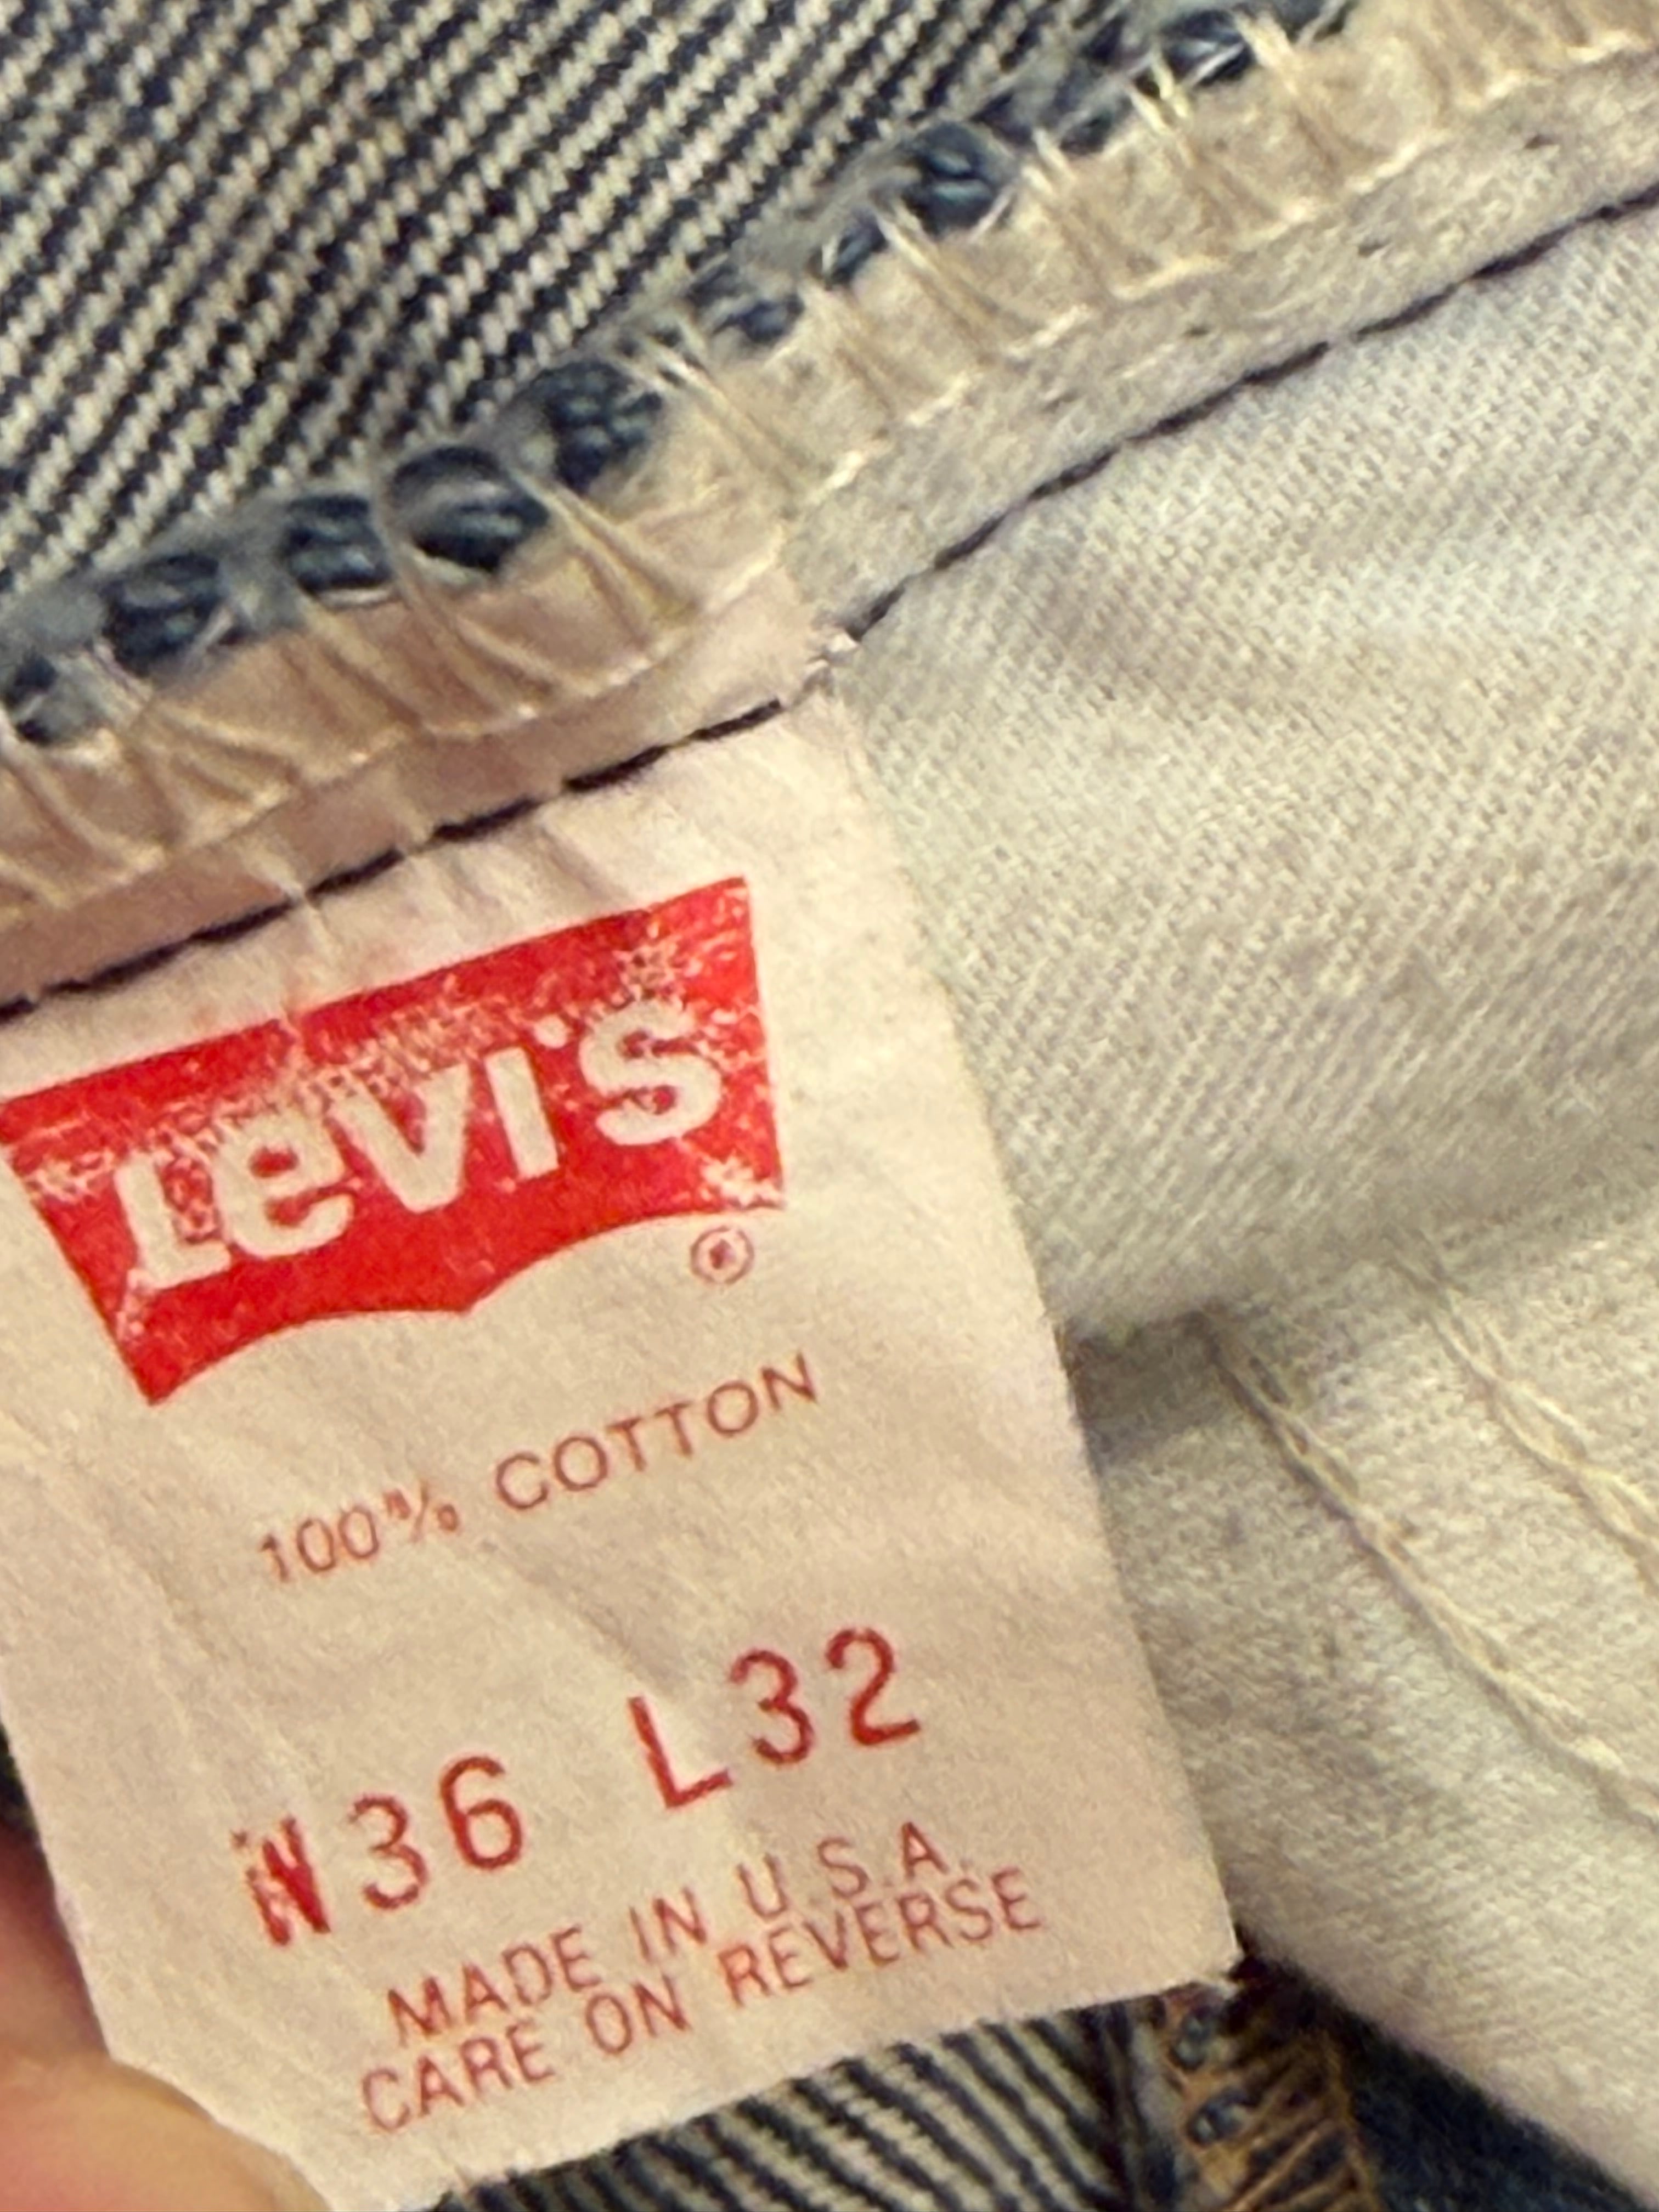 Levi's ®
100% COTTON
W36 L32
MADE IN U.S.A.
CARE ON REVERSE